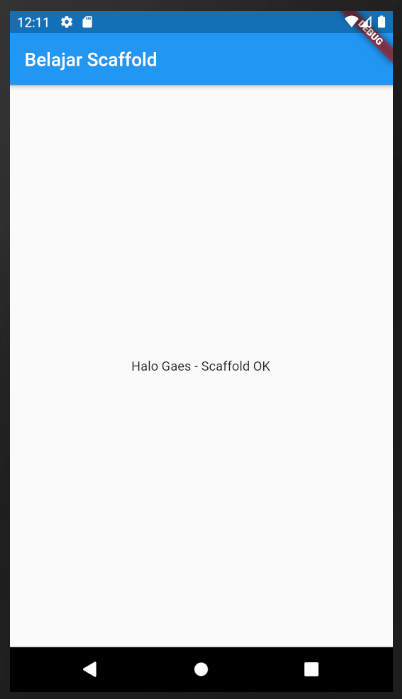 12:11
DEBUG
Belajar Scaffold
Halo Gaes - Scaffold OK